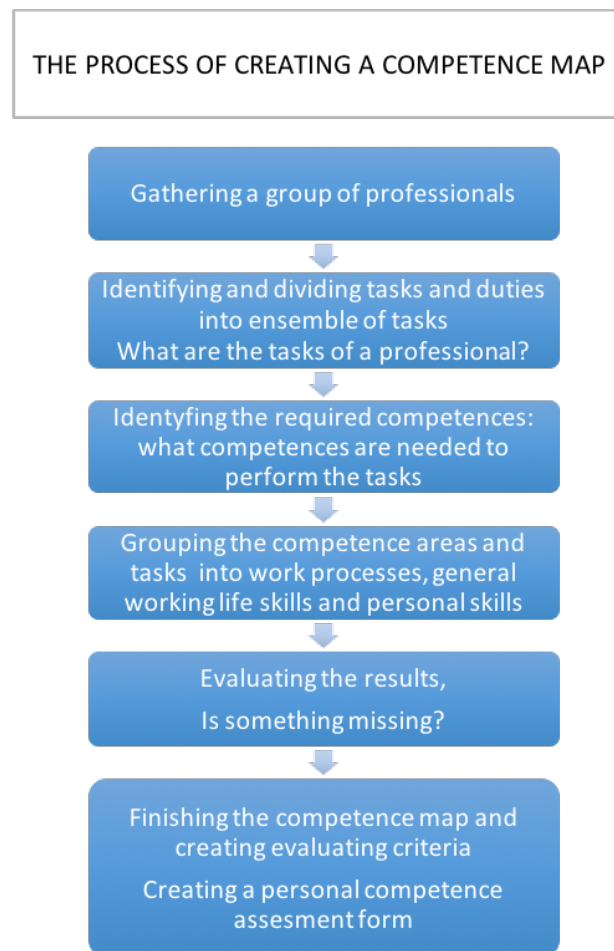 THE PROCESS OF CREATING A COMPETENCE MAP
Gathering a group of professionals
Identifying and dividing tasks and duties
into ensemble of tasks
What are the tasks of a professional?
Identyfing the required competences:
what competences are needed to
perform the tasks
Grouping the competence areas and
tasks into work processes, general
working life skills and personal skills
Evaluating the results,
Is something missing?
Finishing the competence map and
creating evaluating criteria
Creating a personal competence
assesment form